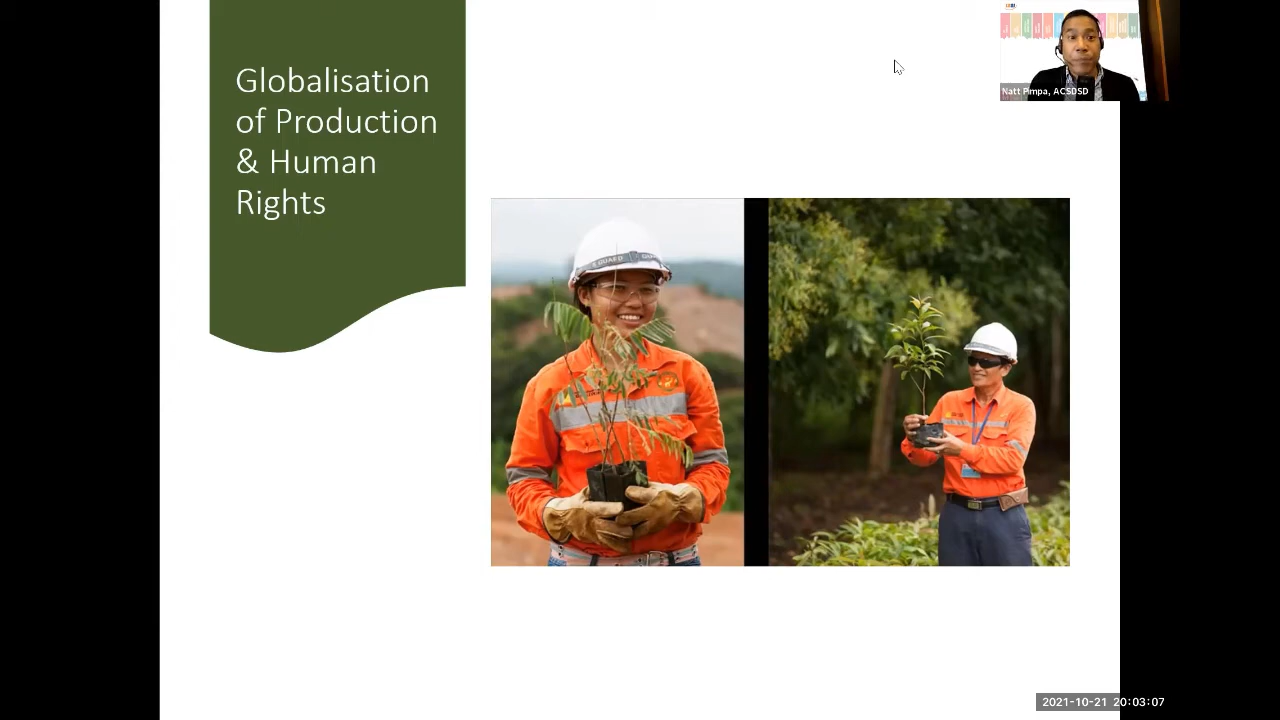 Globalisation
of Production
& Human
Rights
Natt Pimpa, ACSDSD
2021-10-21 20:03:07